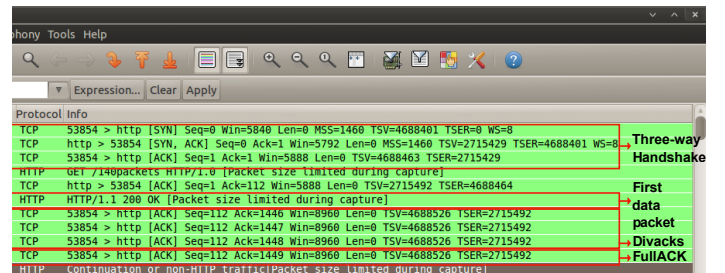 phony Tools Help
Expression... Clear Apply
Protocol Info
TCP 53854 > http [SYN] Seq=0 Win=5840 Len=0 MSS=1460 TSV=4688401 TSER=0 WS=8
TCP http > 53854 [SYN, ACK] Seq=0 Ack=1 Win=5792 Len=0 MSS=1460 TSV=2715429 TSER=4688401 WS=8
TCP 53854 > http [ACK] Seq=1 Ack=1 Win=5888 Len=0 TSV=4688463 TSER=2715429
Three-way
Handshake
HTTP GET /140packets HTTP/1.0 [Packet size limited during capture]
TCP http > 53854 [ACK] Seq=1 Ack=112 Win=5888 Len=0 TSV=2715492 TSER=4688464
HTTP HTTP/1.1 200 OK [Packet size limited during capture]
First
data
packet
TCP 53854 > http [ACK] Seq=112 Ack=1446 Win=8960 Len=0 TSV=4688526 TSER=2715492
TCP 53854 > http [ACK] Seq=112 Ack=1447 Win=8960 Len=0 TSV=4688526 TSER=2715492
TCP 53854 > http [ACK] Seq=112 Ack=1448 Win=8960 Len=0 TSV=4688526 TSER=2715492
Divacks
TCP 53854 > http [ACK] Seq=112 Ack=1449 Win=8960 Len=0 TSV=4688526 TSER=2715492
FullACK
HTTP Continuation or non-HTTP traffic[Packet size limited during capture]